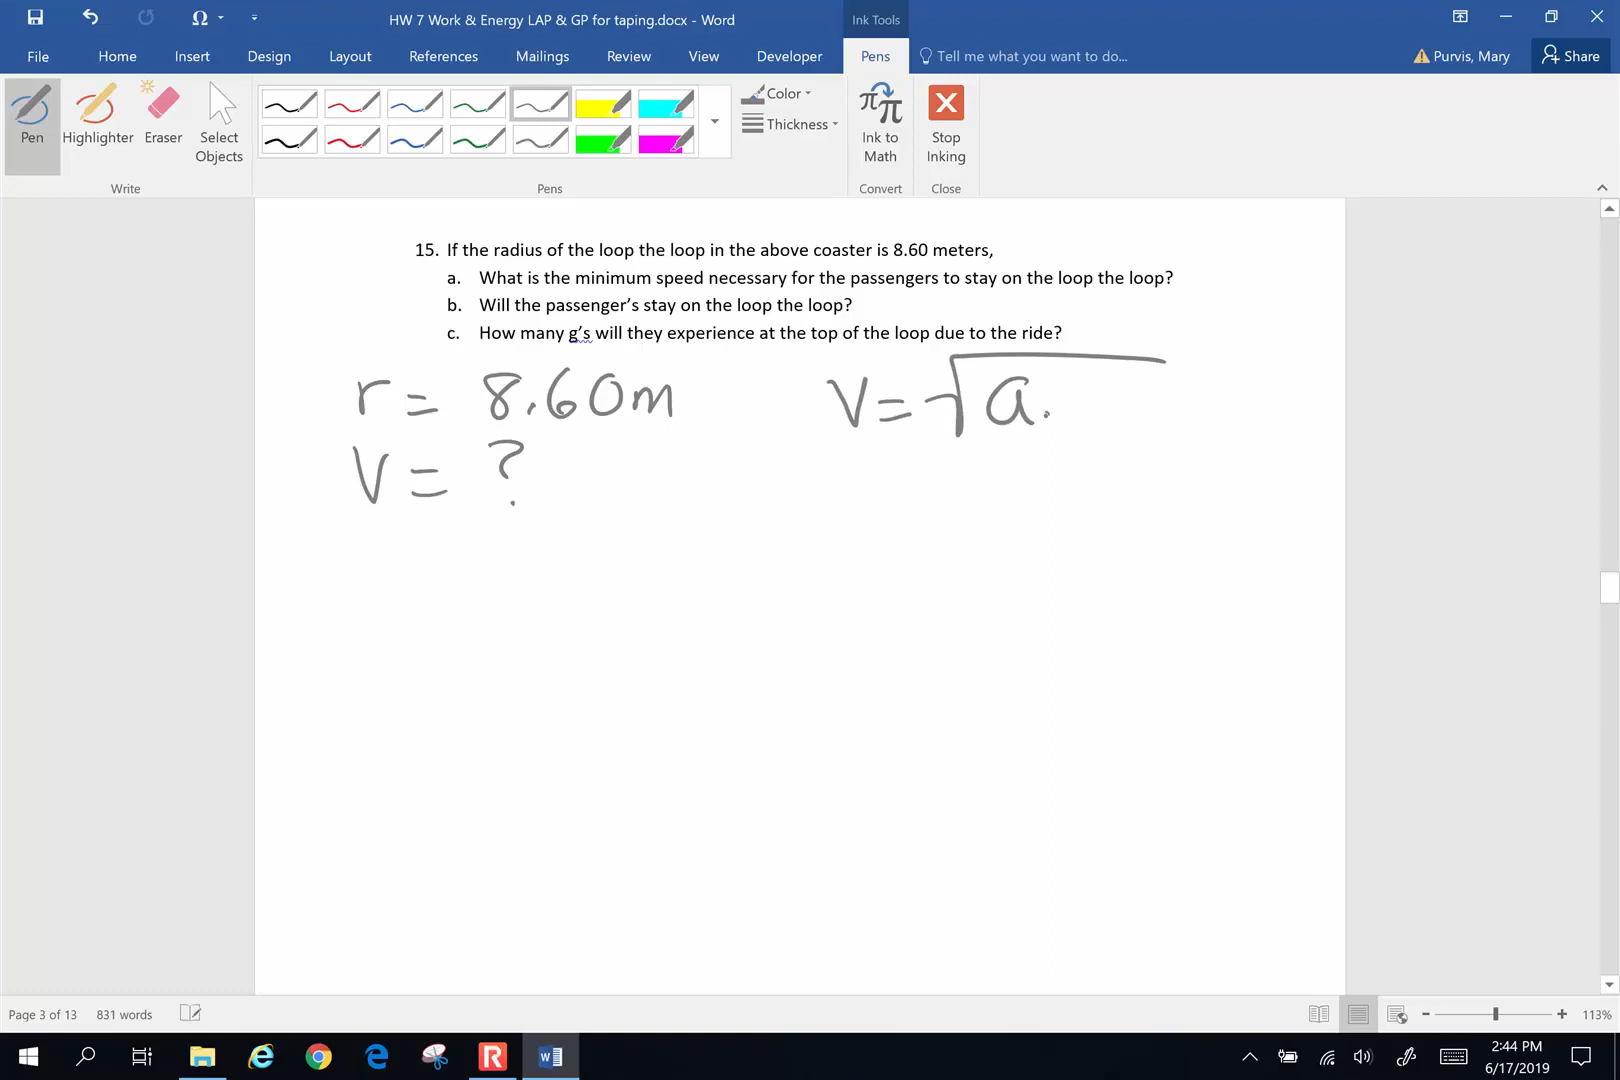 HW 7 Work & Energy LAP & GP for taping.docx - Word
Ink Tools
File Home Insert Design Layout References Mailings Review View Developer Pens Tell me what you want to do... Purvis, Mary Share
Pen
Highlighter
Eraser
Select Objects
Color
Thickness
Ink to Math
Stop Inking
Write
Pens
Convert
Close
15. If the radius of the loop the loop in the above coaster is 8.60 meters,
a. What is the minimum speed necessary for the passengers to stay on the loop the loop?
b. Will the passenger's stay on the loop the loop?
c. How many g's will they experience at the top of the loop due to the ride?
r = 8.60m
V = √a.
V = ?
Page 3 of 13 831 words
113%
2:44 PM
6/17/2019